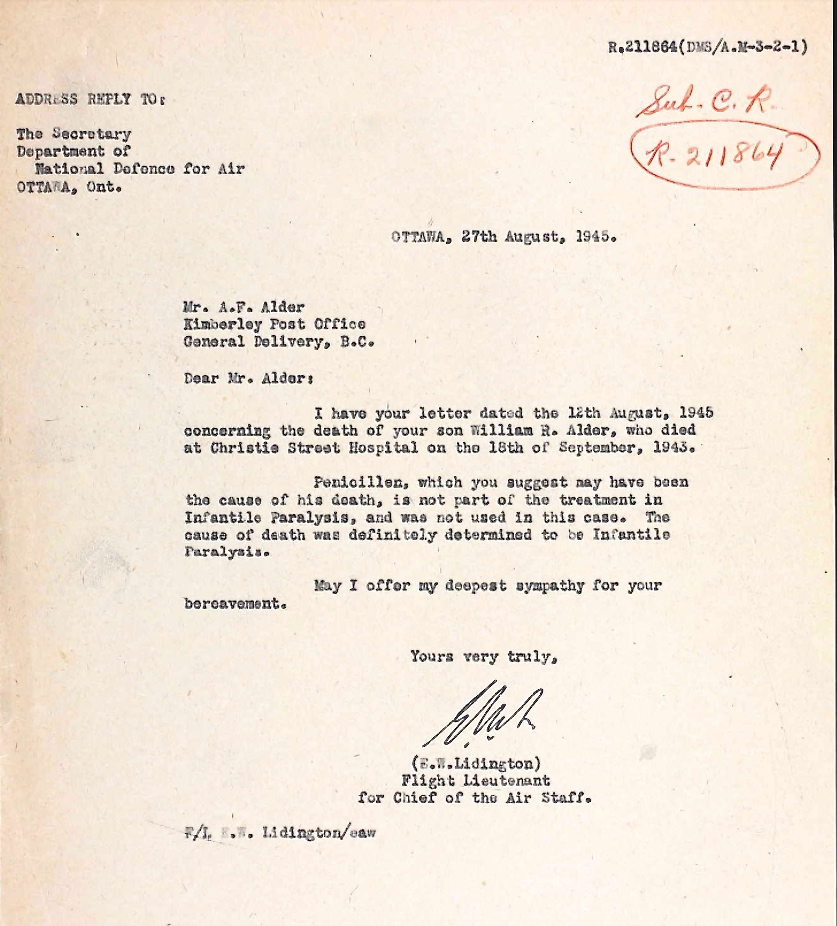 R.211864(DMS/A.M-3-2-1)
ADDRESS REPLY TO:
Sub. C. R.
R-211864
The Secretary
Department of
National Defence for Air
OTTAWA, Ont.
OTTAWA, 27th August, 1945.
Mr. A.F. Alder
Kimberley Post Office
General Delivery, B.C.
Dear Mr. Alder:
I have your letter dated the 12th August, 1945
concerning the death of your son William R. Alder, who died
at Christie Street Hospital on the 18th of September, 1943.
Penicillen, which you suggest may have been
the cause of his death, is not part of the treatment in
Infantile Paralysis, and was not used in this case. The
cause of death was definitely determined to be Infantile
Paralysis.
May I offer my deepest sympathy for your
bereavement.
Yours very truly,
(E.W.Lidington)
Flight Lieutenant
for Chief of the Air Staff.
F/L E.W. Lidington/eaw